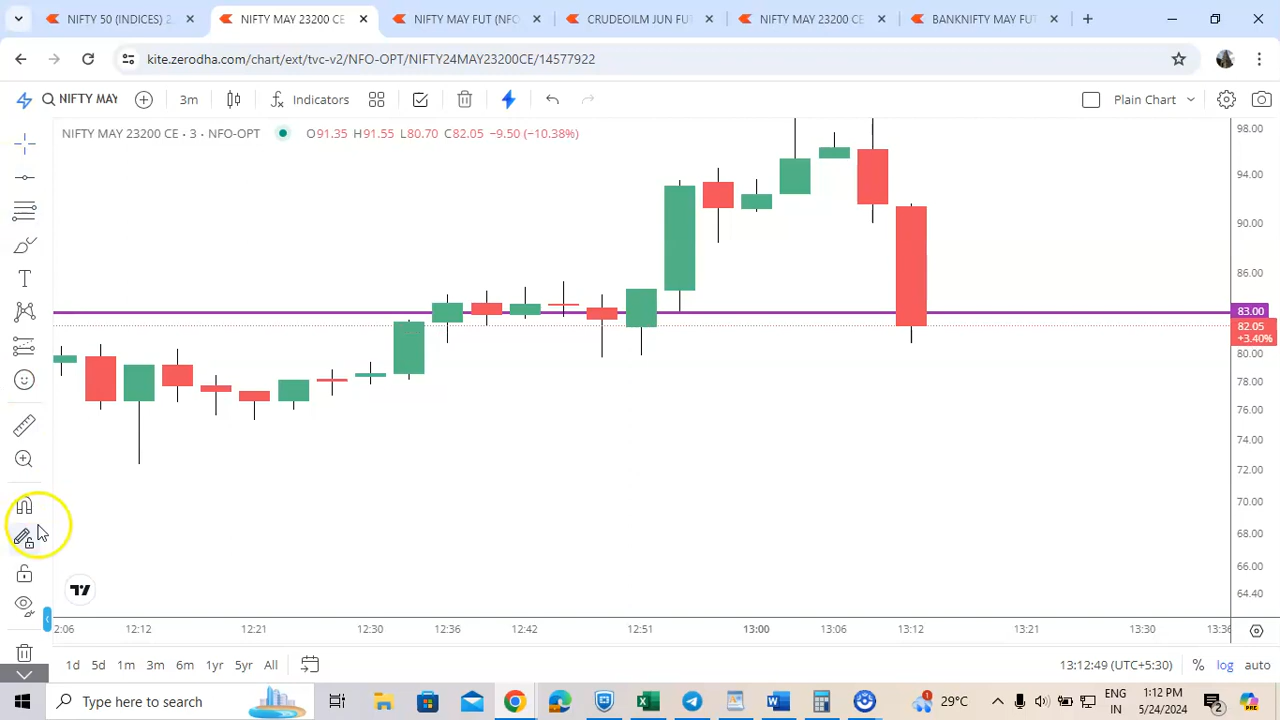 NIFTY 50 (INDICES) 2
NIFTY MAY 23200 CE
NIFTY MAY FUT (NFO
CRUDEOILM JUN FUT
NIFTY MAY 23200 CE
BANKNIFTY MAY FUT
kite.zerodha.com/chart/ext/tvc-v2/NFO-OPT/NIFTY24MAY23200CE/14577922
NIFTY MAY 3m Indicators Plain Chart
NIFTY MAY 23200 CE · 3 · NFO-OPT O91.35 H91.55 L80.70 C82.05 −9.50 (−10.38%)
98.00
94.00
90.00
86.00
83.00
82.05
+3.40%
80.00
78.00
76.00
74.00
72.00
70.00
68.00
66.00
64.40
2:06 12:12 12:21 12:30 12:36 12:42 12:51 13:00 13:06 13:12 13:21 13:30 13:36
1d 5d 1m 3m 6m 1yr 5yr All 13:12:49 (UTC+5:30) % log auto
Type here to search 29°C ENG IN 1:12 PM 5/24/2024 2